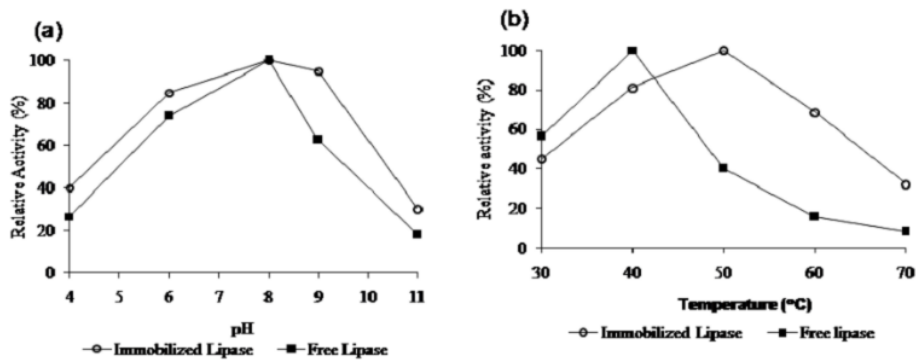 (a)
Relative Activity (%)
100
80
60
40
20
0
4 5 6 7 8 9 10 11
pH
Immobilized Lipase Free Lipase
(b)
Relative activity (%)
100
80
60
40
20
0
30 40 50 60 70
Temperature (°C)
Immobilized Lipase Free lipase